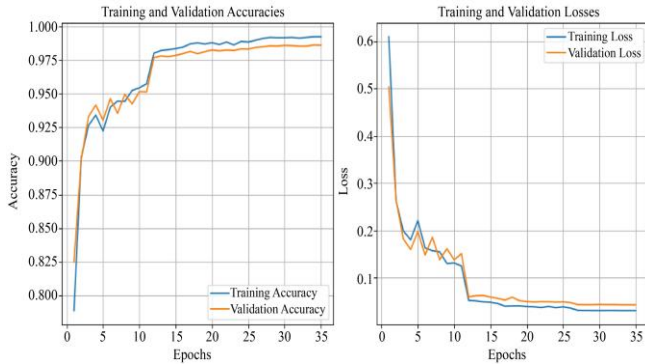 Training and Validation Accuracies
1.000
0.975
0.950
0.925
0.900
0.875
0.850
0.825
0.800
Accuracy
Training Accuracy
Validation Accuracy
0 5 10 15 20 25 30 35
Epochs
Training and Validation Losses
Training Loss
Validation Loss
0.6
0.5
0.4
0.3
0.2
0.1
Loss
0 5 10 15 20 25 30 35
Epochs